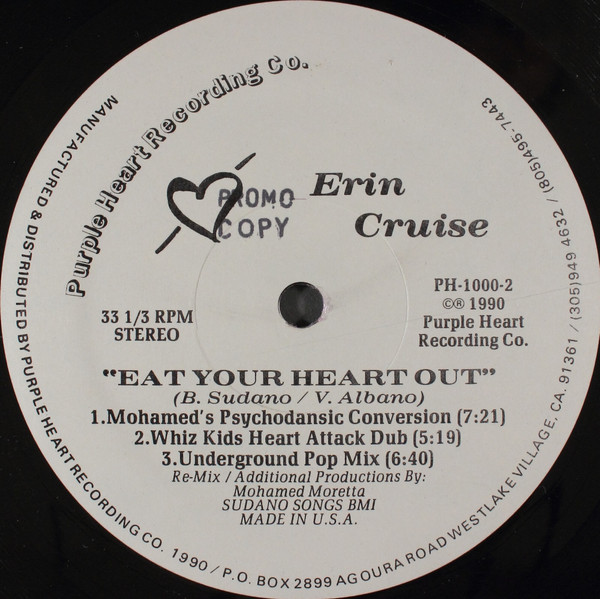 Purple Heart Recording Co.
PROMO
COPY
Erin
Cruise
33 1/3 RPM
STEREO
PH-1000-2
©℗ 1990
Purple Heart
Recording Co.
"EAT YOUR HEART OUT"
(B. Sudano / V. Albano)
1.Mohamed's Psychodansic Conversion (7:21)
2.Whiz Kids Heart Attack Dub (5:19)
3.Underground Pop Mix (6:40)
Re-Mix / Additional Productions By:
Mohamed Moretta
SUDANO SONGS BMI
MADE IN U.S.A.
MANUFACTURED & DISTRIBUTED BY PURPLE HEART RECORDING CO. 1990 / P.O. BOX 2899 AGOURA ROAD WESTLAKE VILLAGE, CA. 91361 / (305)949 4632 / (805)495-7443